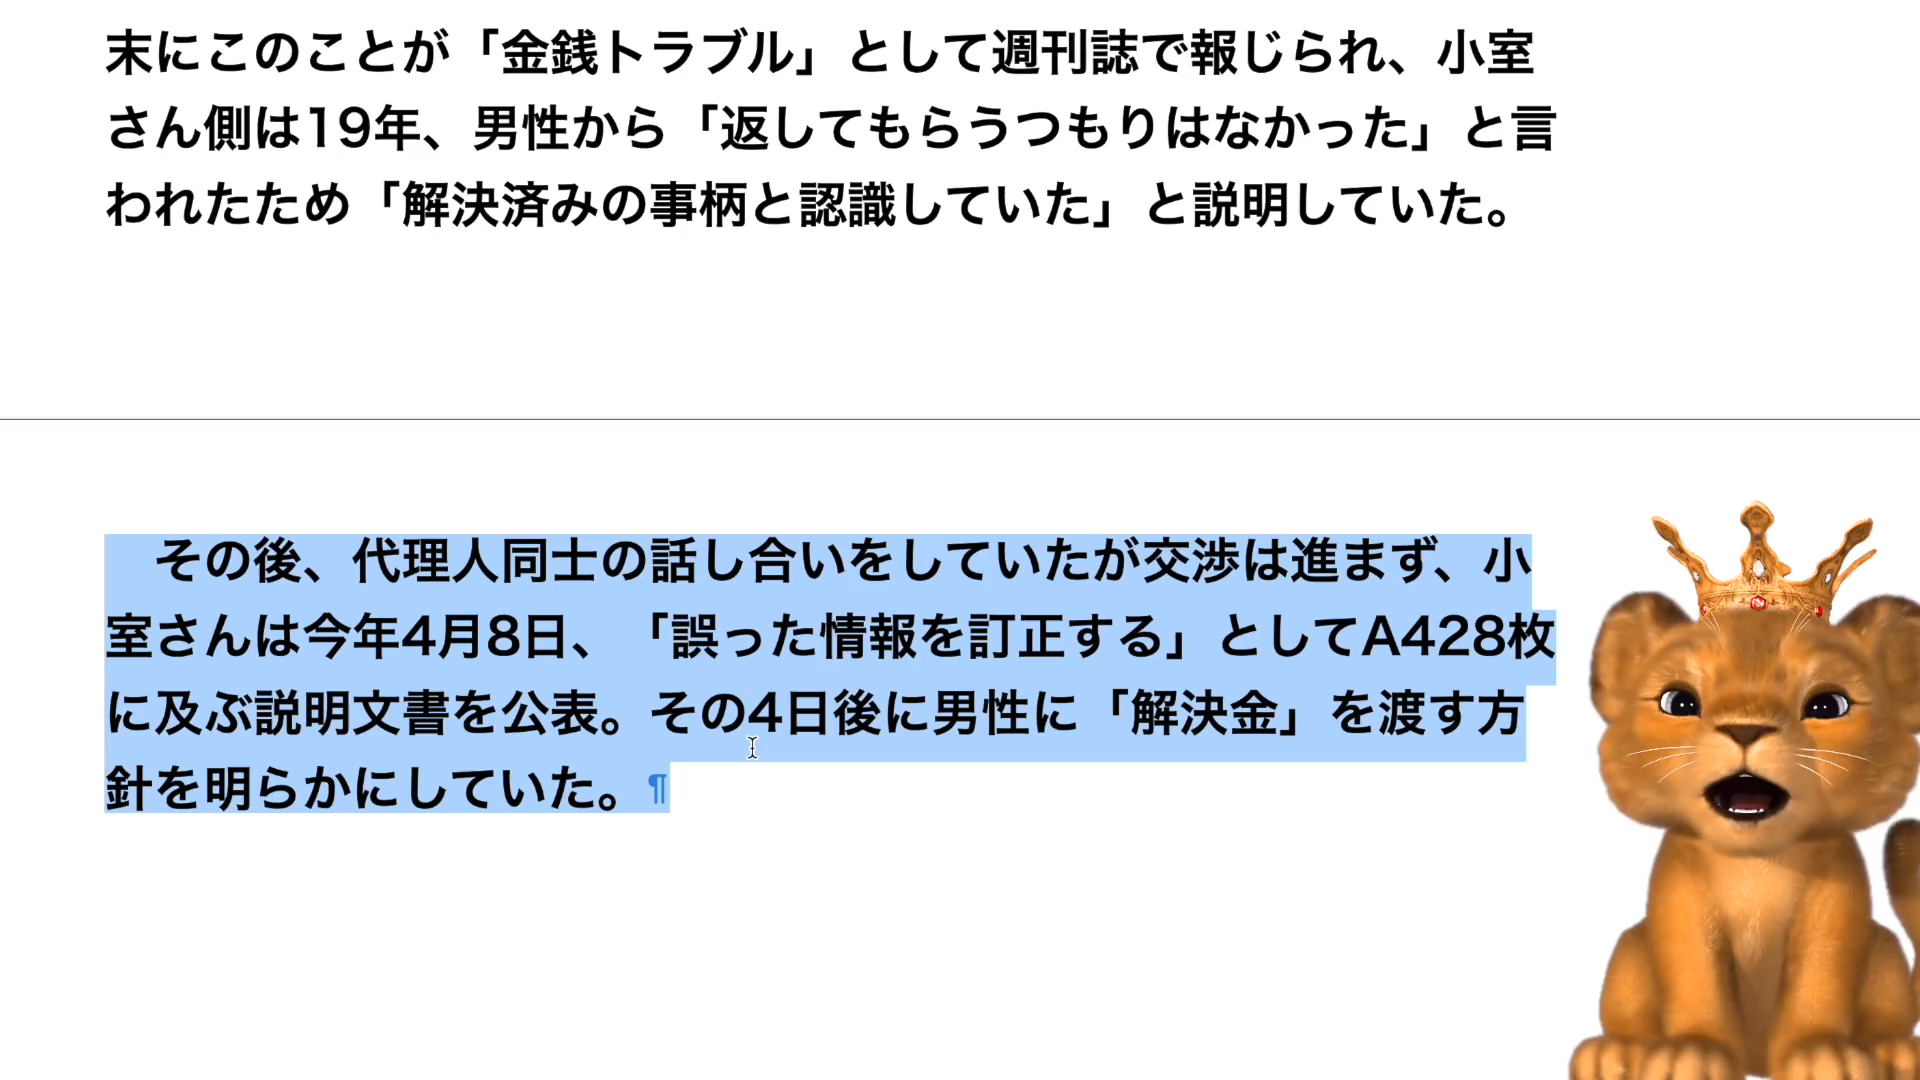 末にこのことが「金銭トラブル」として週刊誌で報じられ、小室
さん側は19年、男性から「返してもらうつもりはなかった」と言
われたため「解決済みの事柄と認識していた」と説明していた。
　その後、代理人同士の話し合いをしていたが交渉は進まず、小
室さんは今年4月8日、「誤った情報を訂正する」としてA428枚
に及ぶ説明文書を公表。その4日後に男性に「解決金」を渡す方
針を明らかにしていた。